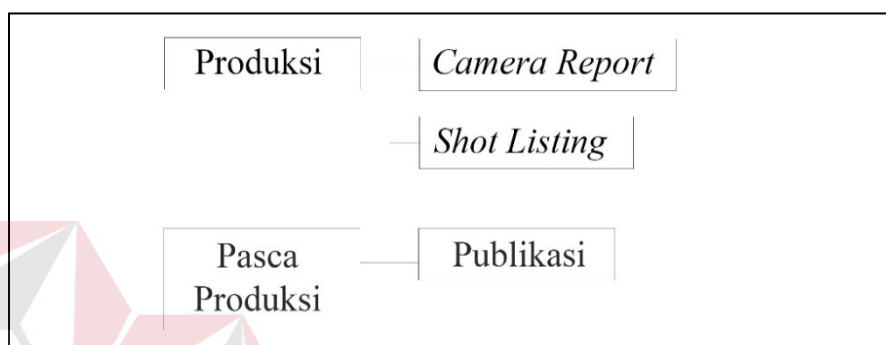 Produksi
Camera Report
Shot Listing
Pasca
Produksi
Publikasi